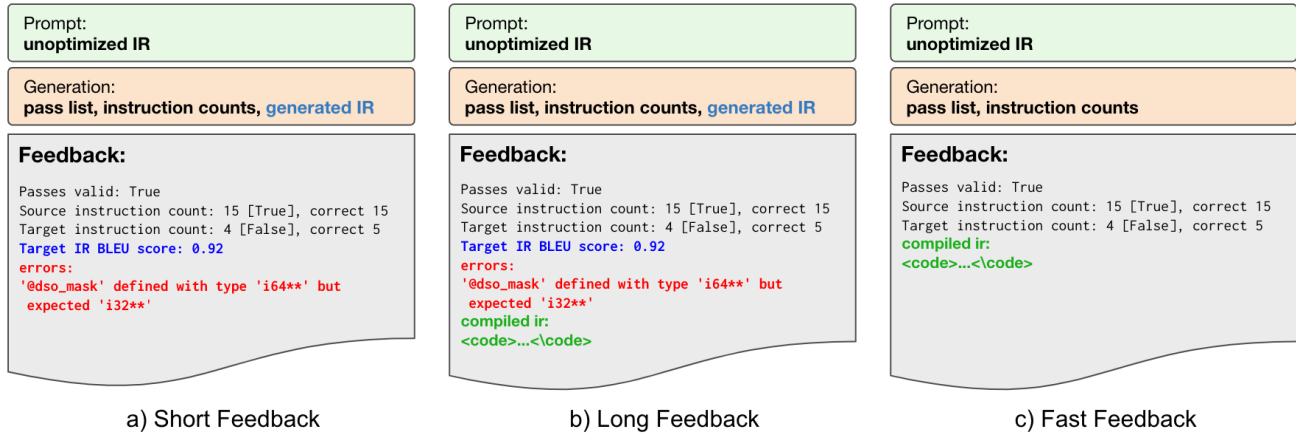 Prompt:
unoptimized IR
Generation:
pass list, instruction counts, generated IR
Feedback:
Passes valid: True
Source instruction count: 15 [True], correct 15
Target instruction count: 4 [False], correct 5
Target IR BLEU score: 0.92
errors:
'@dso_mask' defined with type 'i64**' but
expected 'i32**'
a) Short Feedback
Prompt:
unoptimized IR
Generation:
pass list, instruction counts, generated IR
Feedback:
Passes valid: True
Source instruction count: 15 [True], correct 15
Target instruction count: 4 [False], correct 5
Target IR BLEU score: 0.92
errors:
'@dso_mask' defined with type 'i64**' but
expected 'i32**'
compiled ir:
<code>...<\code>
b) Long Feedback
Prompt:
unoptimized IR
Generation:
pass list, instruction counts
Feedback:
Passes valid: True
Source instruction count: 15 [True], correct 15
Target instruction count: 4 [False], correct 5
compiled ir:
<code>...<\code>
c) Fast Feedback